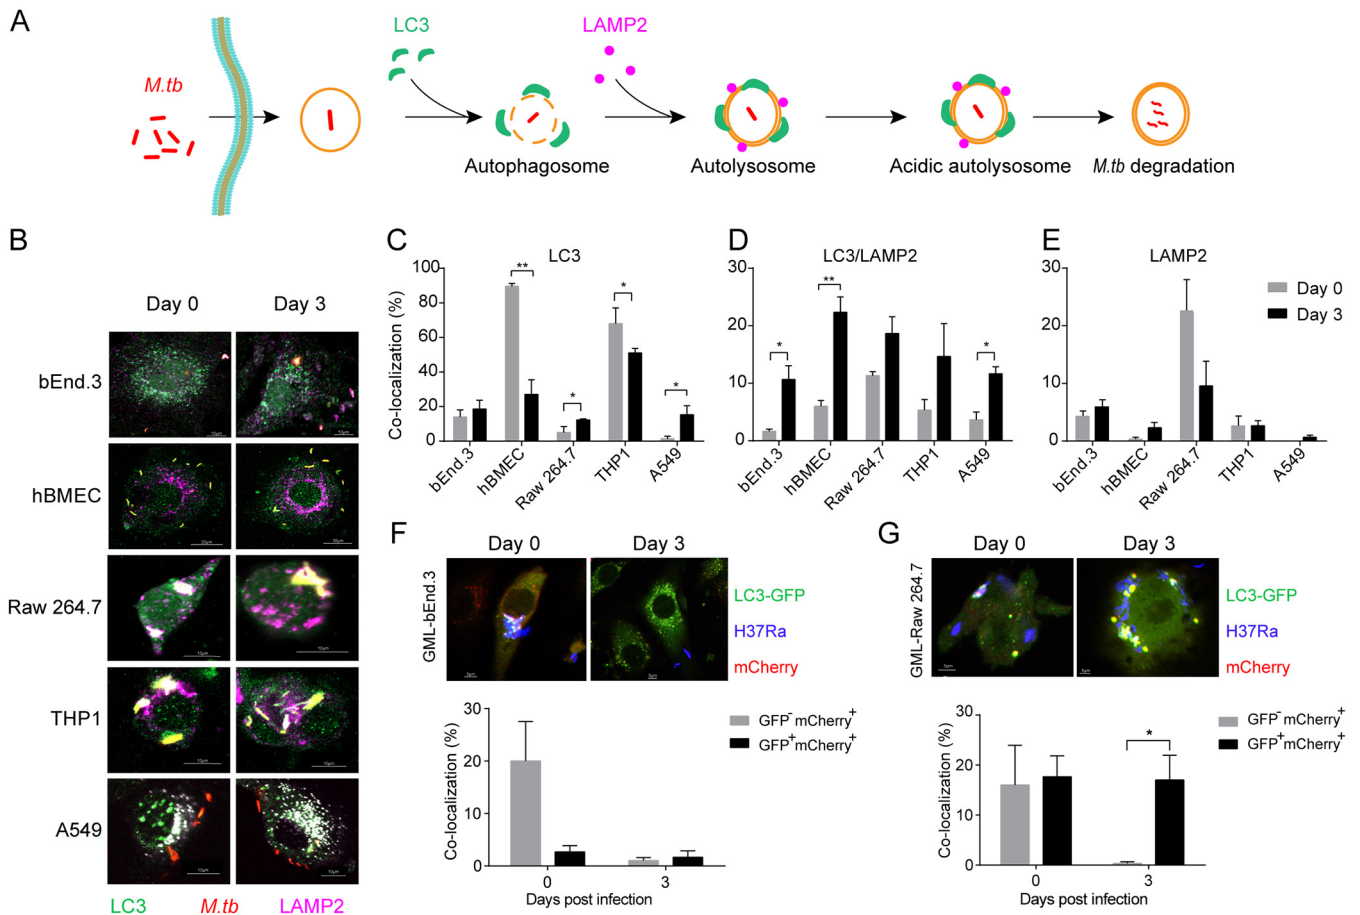 A
M.tb
LC3
LAMP2
Autophagosome
Autolysosome
Acidic autolysosome
M.tb degradation
B
Day 0
Day 3
bEnd.3
hBMEC
Raw 264.7
THP1
A549
LC3
M.tb
LAMP2
C
LC3
Co-localization (%)
100
80
60
40
20
0
**
*
*
*
bEnd.3
hBMEC
Raw 264.7
THP1
A549
D
LC3/LAMP2
30
20
10
0
*
**
*
bEnd.3
hBMEC
Raw 264.7
THP1
A549
E
LAMP2
30
20
10
0
bEnd.3
hBMEC
Raw 264.7
THP1
A549
Day 0
Day 3
F
Day 0
Day 3
GML-bEnd.3
LC3-GFP
H37Ra
mCherry
Co-localization (%)
30
20
10
0
0
3
Days post infection
GFP⁻mCherry⁺
GFP⁺mCherry⁺
G
Day 0
Day 3
GML-Raw 264.7
LC3-GFP
H37Ra
mCherry
Co-localization (%)
30
20
10
0
*
0
3
Days post infection
GFP⁻mCherry⁺
GFP⁺mCherry⁺